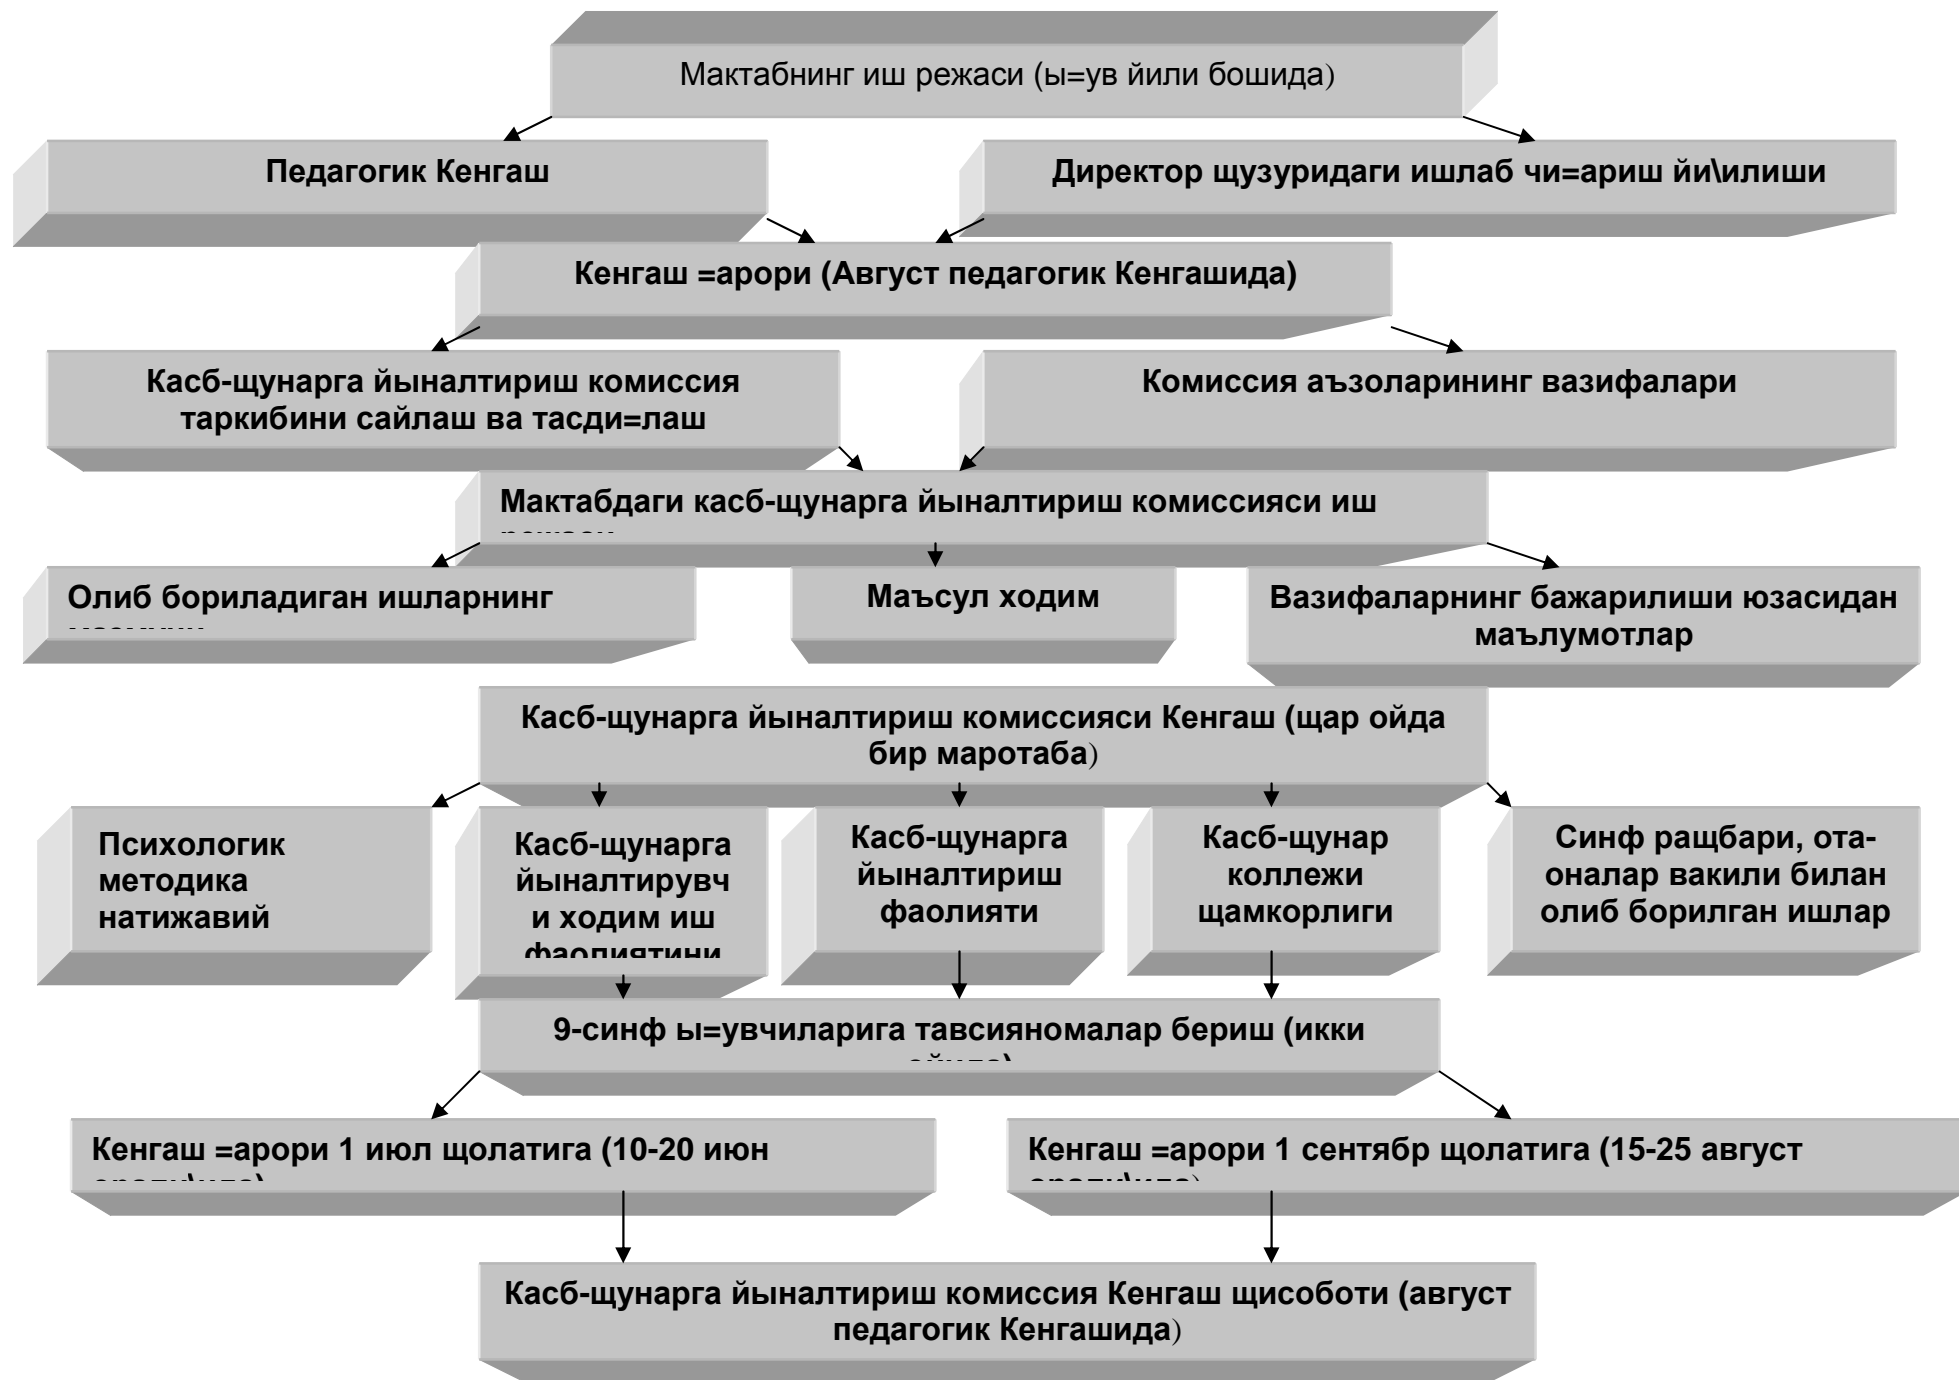 Мактабнинг иш режаси (ы=ув йили бошида)
Педагогик Кенгаш
Директор щузуридаги ишлаб чи=ариш йи\илиши
Кенгаш =арори (Август педагогик Кенгашида)
Касб-щунарга йыналтириш комиссия
таркибини сайлаш ва тасди=лаш
Комиссия аъзоларининг вазифалари
Мактабдаги касб-щунарга йыналтириш комиссияси иш
Олиб бориладиган ишларнинг
Маъсул ходим
Вазифаларнинг бажарилиши юзасидан
маълумотлар
Касб-щунарга йыналтириш комиссияси Кенгаш (щар ойда
бир маротаба)
Психологик
методика
натижавий
Касб-щунарга
йыналтирувч
и ходим иш
фаолиятини
Касб-щунарга
йыналтириш
фаолияти
Касб-щунар
коллежи
щамкорлиги
Синф ращбари, ота-
оналар вакили билан
олиб борилган ишлар
9-синф ы=увчиларига тавсияномалар бериш (икки
Кенгаш =арори 1 июл щолатига (10-20 июн
Кенгаш =арори 1 сентябр щолатига (15-25 август
Касб-щунарга йыналтириш комиссия Кенгаш щисоботи (август
педагогик Кенгашида)